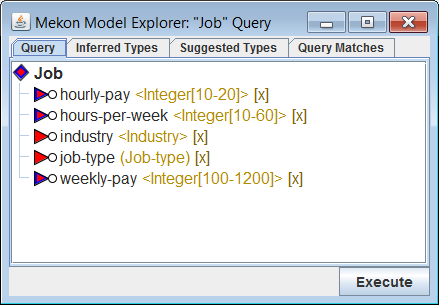 Mekon Model Explorer: "Job" Query
Query Inferred Types Suggested Types Query Matches
Job
hourly-pay <Integer[10-20]> [x]
hours-per-week <Integer[10-60]> [x]
industry <Industry> [x]
job-type (Job-type) [x]
weekly-pay <Integer[100-1200]> [x]
Execute